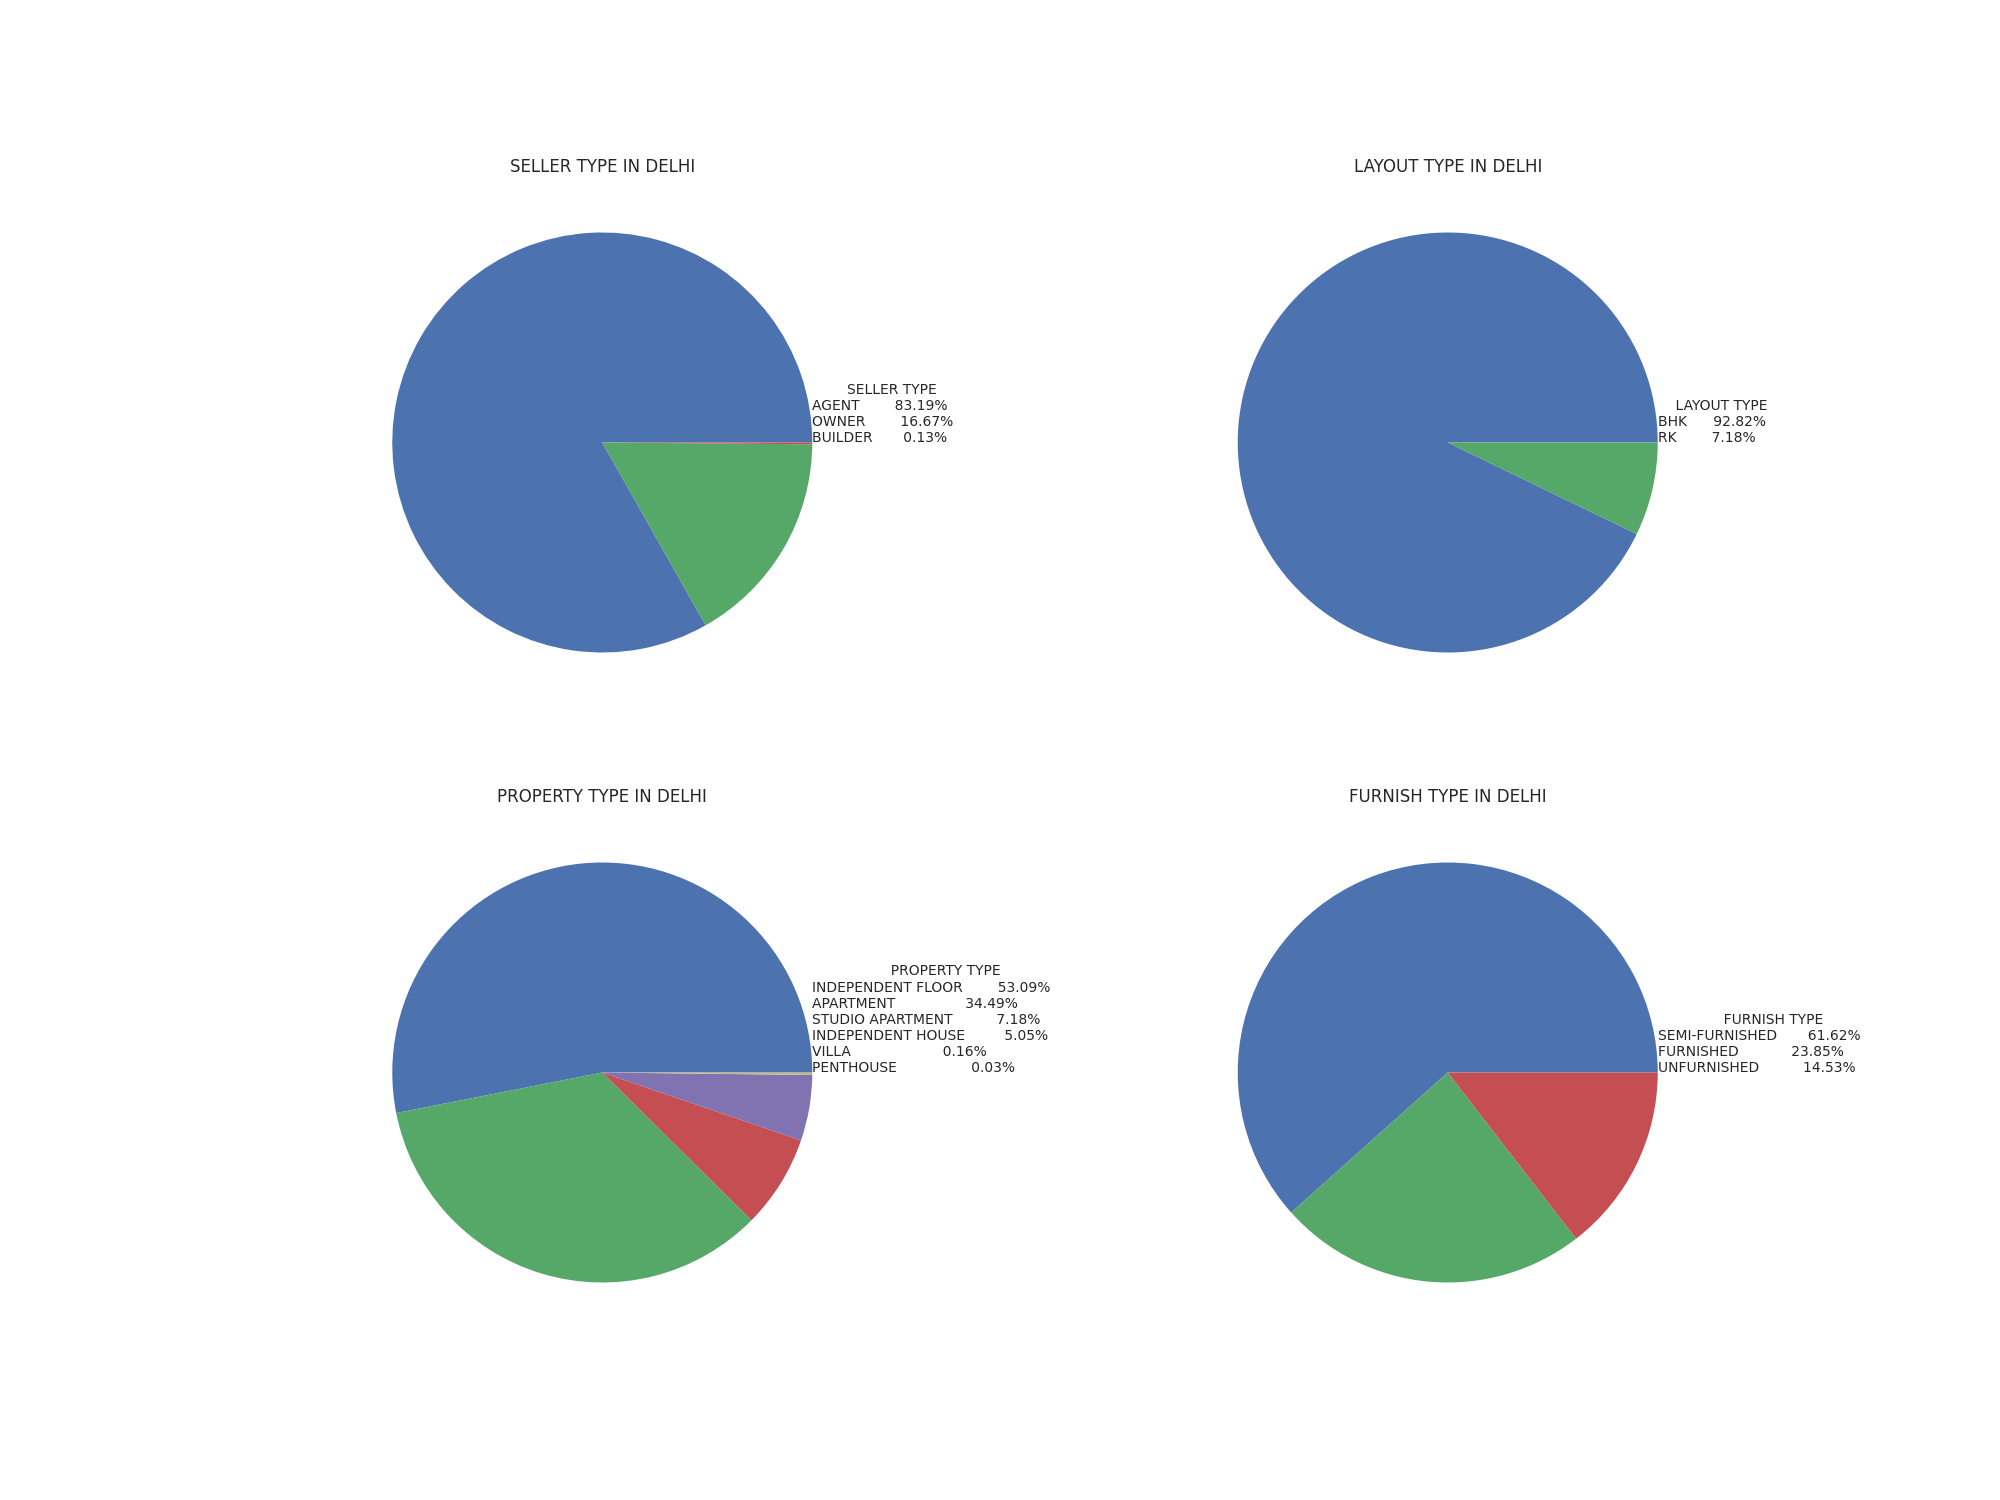 SELLER TYPE IN DELHI
SELLER TYPE
AGENT 83.19%
OWNER 16.67%
BUILDER 0.13%
LAYOUT TYPE IN DELHI
LAYOUT TYPE
BHK 92.82%
RK 7.18%
PROPERTY TYPE IN DELHI
PROPERTY TYPE
INDEPENDENT FLOOR 53.09%
APARTMENT 34.49%
STUDIO APARTMENT 7.18%
INDEPENDENT HOUSE 5.05%
VILLA 0.16%
PENTHOUSE 0.03%
FURNISH TYPE IN DELHI
FURNISH TYPE
SEMI-FURNISHED 61.62%
FURNISHED 23.85%
UNFURNISHED 14.53%